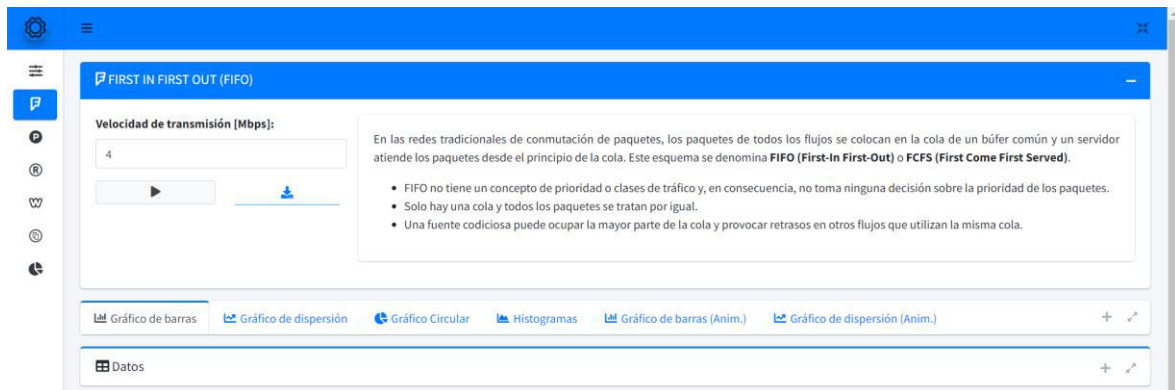 FIRST IN FIRST OUT (FIFO)
Velocidad de transmisión [Mbps]:
4
En las redes tradicionales de conmutación de paquetes, los paquetes de todos los flujos se colocan en la cola de un búfer común y un servidor
atiende los paquetes desde el principio de la cola. Este esquema se denomina FIFO (First-In First-Out) o FCFS (First Come First Served).
• FIFO no tiene un concepto de prioridad o clases de tráfico y, en consecuencia, no toma ninguna decisión sobre la prioridad de los paquetes.
• Solo hay una cola y todos los paquetes se tratan por igual.
• Una fuente codiciosa puede ocupar la mayor parte de la cola y provocar retrasos en otros flujos que utilizan la misma cola.
Gráfico de barras Gráfico de dispersión Gráfico Circular Histogramas Gráfico de barras (Anim.) Gráfico de dispersión (Anim.)
Datos